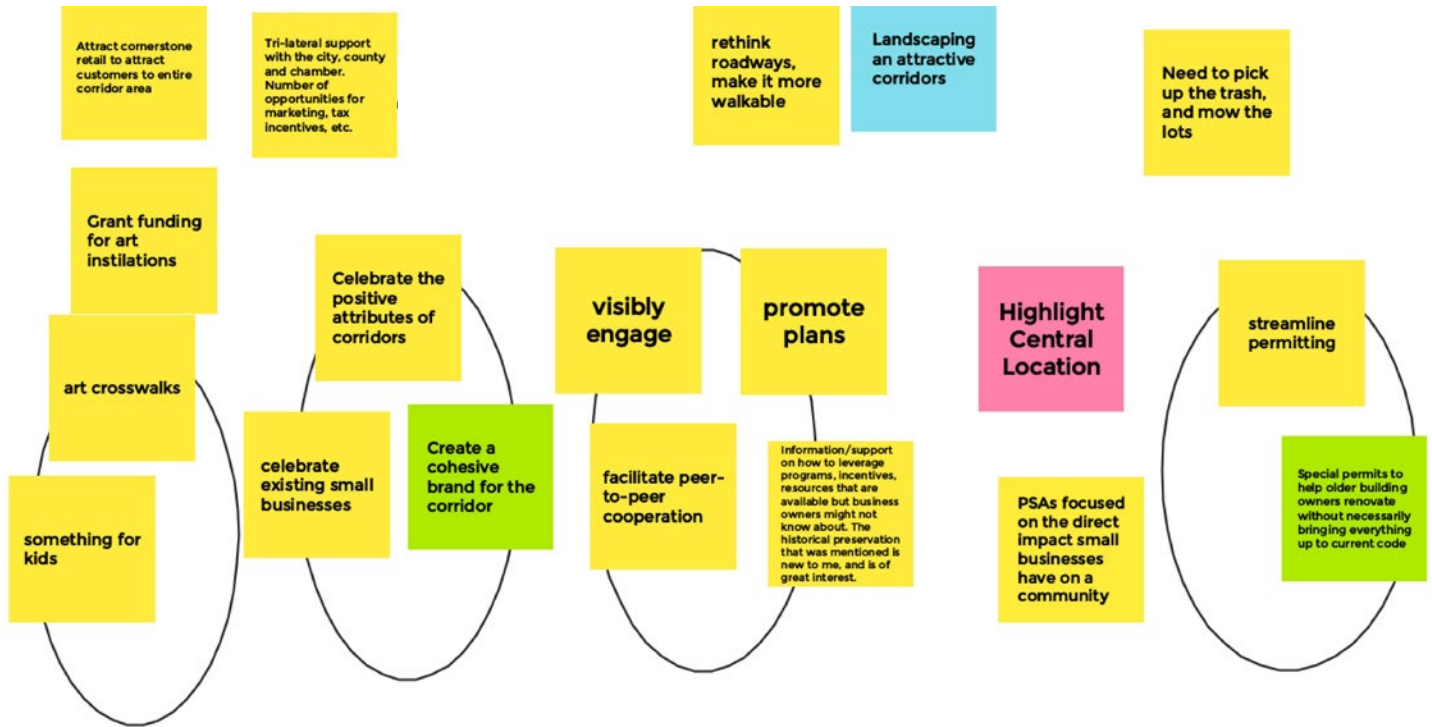 Attract cornerstone
retail to attract
customers to entire
corridor area
Tri-lateral support
with the city, county
and chamber.
Number of
opportunities for
marketing, tax
incentives, etc.
rethink
roadways,
make it more
walkable
Landscaping
an attractive
corridors
Need to pick
up the trash,
and mow the
lots
Grant funding
for art
instilations
Celebrate the
positive
attributes of
corridors
visibly
engage
promote
plans
Highlight
Central
Location
streamline
permitting
art crosswalks
celebrate
existing small
businesses
Create a
cohesive
brand for the
corridor
facilitate peer-
to-peer
cooperation
Information/support
on how to leverage
programs, incentives,
resources that are
available but business
owners might not
know about. The
historical preservation
that was mentioned is
new to me, and is of
great interest.
something for
kids
PSAs focused
on the direct
impact small
businesses
have on a
community
Special permits to
help older building
owners renovate
without necessarily
bringing everything
up to current code